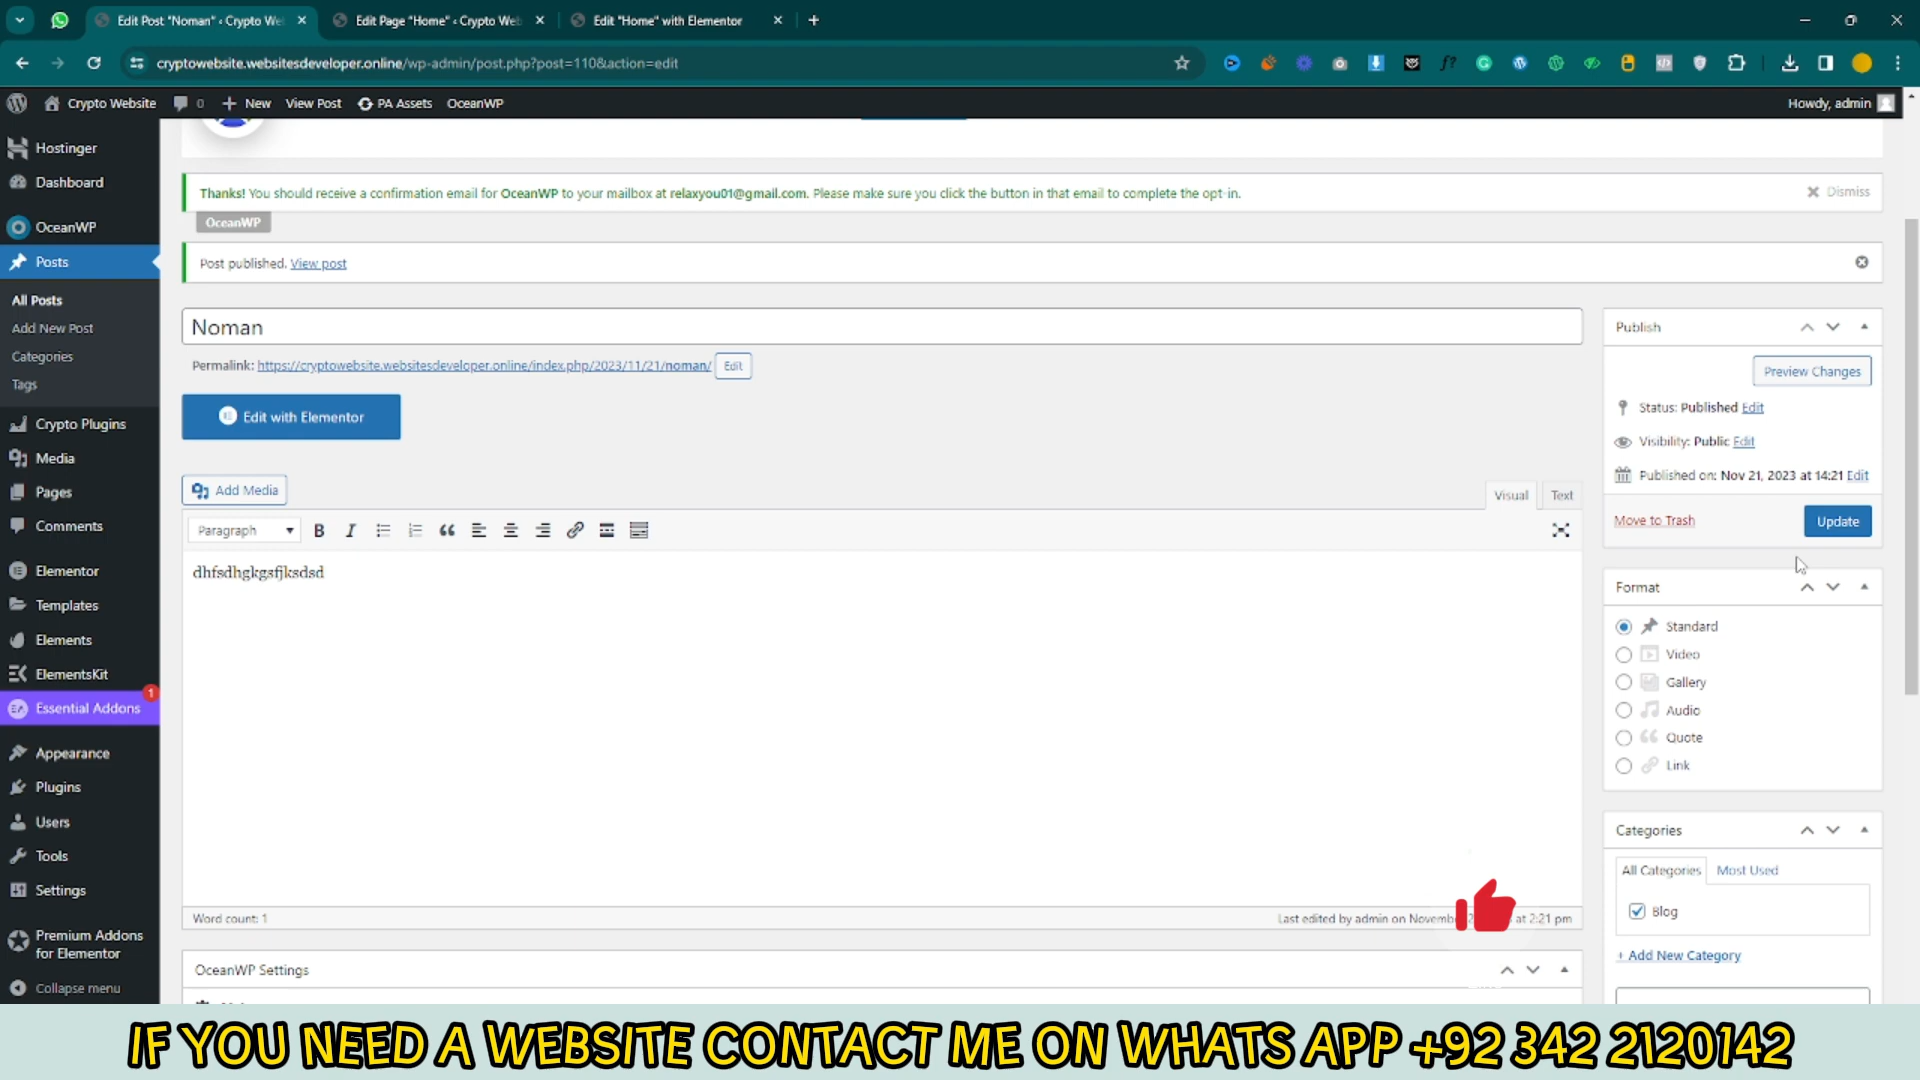 Edit Post "Noman" ‹ Crypto We
Edit Page "Home" ‹ Crypto Web
Edit "Home" with Elementor
cryptowebsite.websitesdeveloper.online/wp-admin/post.php?post=110&action=edit
Crypto Website
0
New
View Post
PA Assets
OceanWP
Howdy, admin
Hostinger
Dashboard
OceanWP
Posts
All Posts
Add New Post
Categories
Tags
Crypto Plugins
Media
Pages
Comments
Elementor
Templates
Elements
ElementsKit
1
Essential Addons
Appearance
Plugins
Users
Tools
Settings
Premium Addons
for Elementor
Collapse menu
Thanks! You should receive a confirmation email for OceanWP to your mailbox at relaxyou01@gmail.com. Please make sure you click the button in that email to complete the opt-in.
Dismiss
OceanWP
Post published. View post
Noman
Permalink: https://cryptowebsite.websitesdeveloper.online/index.php/2023/11/21/noman/ Edit
Edit with Elementor
Add Media
Visual
Text
Paragraph
B
I
dhfsdhgkgsfjksdsd
Word count: 1
Last edited by admin on Novembe at 2:21 pm
OceanWP Settings
Publish
Preview Changes
Status: Published Edit
Visibility: Public Edit
Published on: Nov 21, 2023 at 14:21 Edit
Move to Trash
Update
Format
Standard
Video
Gallery
Audio
Quote
Link
Categories
All Categories
Most Used
Blog
+ Add New Category
IF YOU NEED A WEBSITE CONTACT ME ON WHATS APP +92 342 2120142